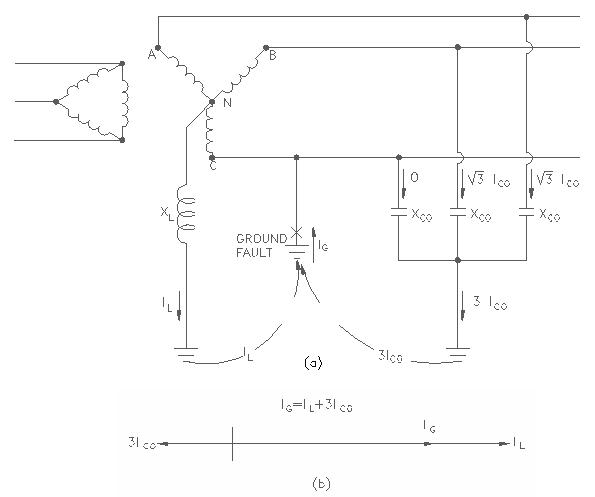 A
B
N
C
0
√3 I_CO
√3 I_CO
X_L
X_CO
X_CO
X_CO
GROUND
FAULT
I_G
I_L
3 I_CO
I_L
3I_CO
(a)
I_G=I_L+3I_CO
3I_CO
I_G
I_L
(b)